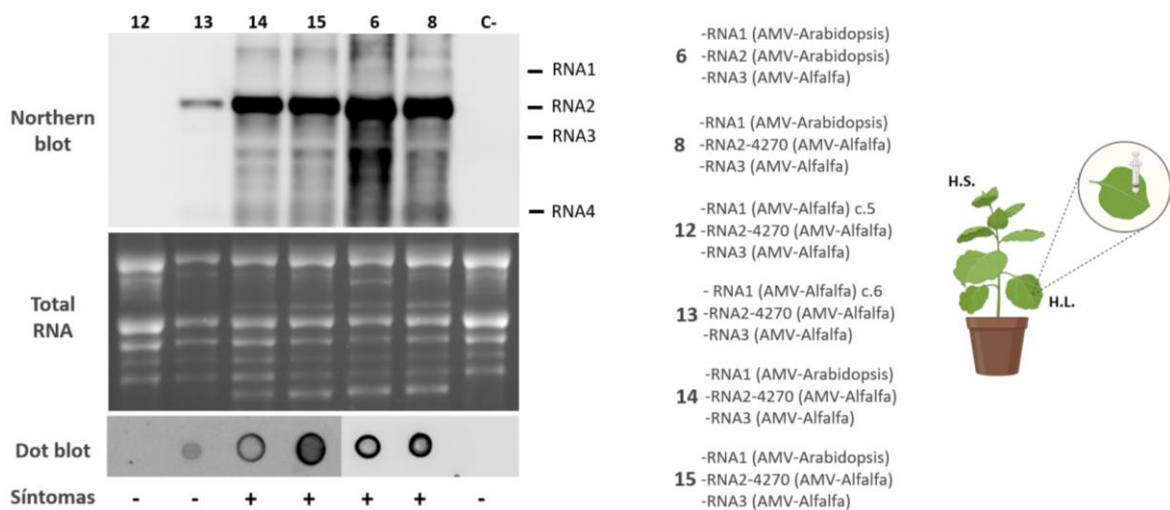 12 13 14 15 6 8 C-
Northern blot
RNA1
RNA2
RNA3
RNA4
Total RNA
Dot blot
Síntomas - - + + + + -
6
-RNA1 (AMV-Arabidopsis)
-RNA2 (AMV-Arabidopsis)
-RNA3 (AMV-Alfalfa)
8
-RNA1 (AMV-Arabidopsis)
-RNA2-4270 (AMV-Alfalfa)
-RNA3 (AMV-Alfalfa)
12
-RNA1 (AMV-Alfalfa) c.5
-RNA2-4270 (AMV-Alfalfa)
-RNA3 (AMV-Alfalfa)
13
- RNA1 (AMV-Alfalfa) c.6
-RNA2-4270 (AMV-Alfalfa)
-RNA3 (AMV-Alfalfa)
14
-RNA1 (AMV-Arabidopsis)
-RNA2-4270 (AMV-Alfalfa)
-RNA3 (AMV-Alfalfa)
15
-RNA1 (AMV-Arabidopsis)
-RNA2-4270 (AMV-Alfalfa)
-RNA3 (AMV-Alfalfa)
H.S.
H.L.